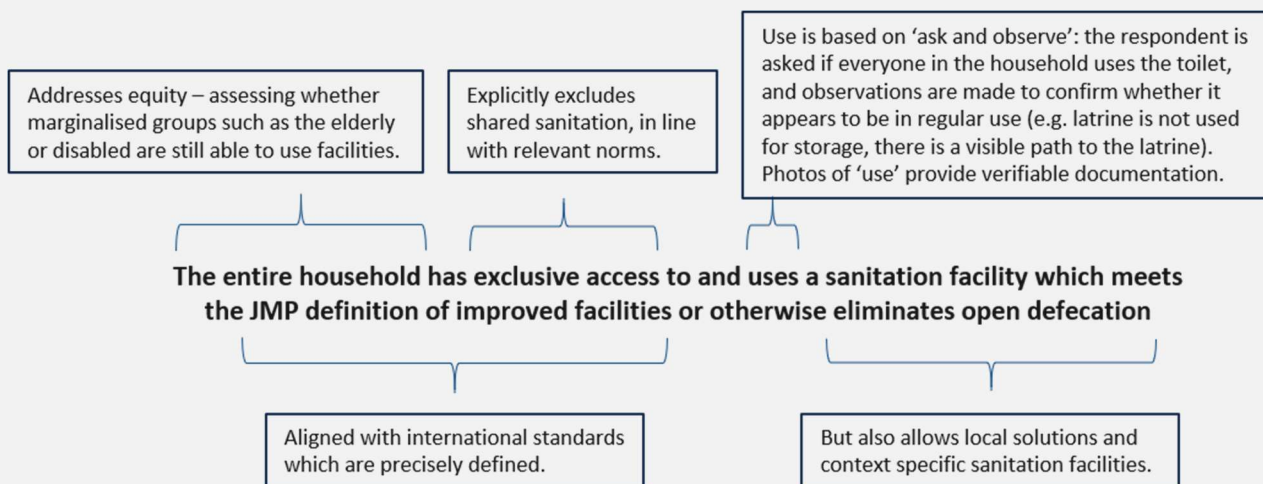 Addresses equity – assessing whether
marginalised groups such as the elderly
or disabled are still able to use facilities.
Explicitly excludes
shared sanitation, in line
with relevant norms.
Use is based on ‘ask and observe’: the respondent is
asked if everyone in the household uses the toilet,
and observations are made to confirm whether it
appears to be in regular use (e.g. latrine is not used
for storage, there is a visible path to the latrine).
Photos of ‘use’ provide verifiable documentation.
The entire household has exclusive access to and uses a sanitation facility which meets
the JMP definition of improved facilities or otherwise eliminates open defecation
Aligned with international standards
which are precisely defined.
But also allows local solutions and
context specific sanitation facilities.